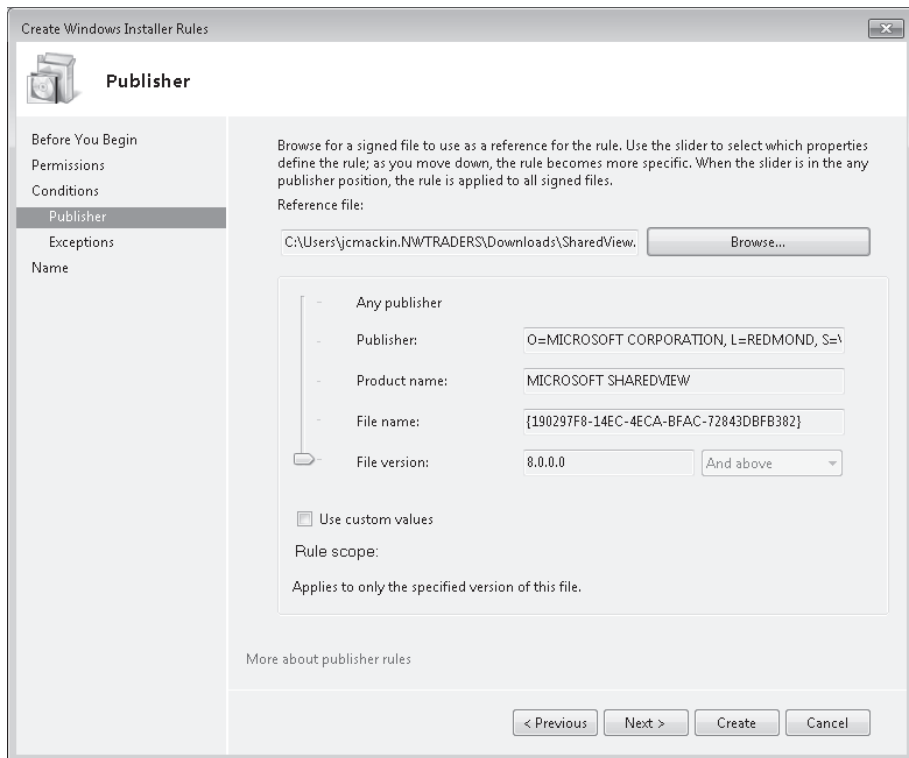 Create Windows Installer Rules
Publisher
Before You Begin
Permissions
Conditions
Publisher
Exceptions
Name
Browse for a signed file to use as a reference for the rule. Use the slider to select which properties
define the rule; as you move down, the rule becomes more specific. When the slider is in the any
publisher position, the rule is applied to all signed files.
Reference file:
C:\Users\jcmackin.NWTRADERS\Downloads\SharedView.
Browse...
Any publisher
Publisher:
O=MICROSOFT CORPORATION, L=REDMOND, S=\
Product name:
MICROSOFT SHAREDVIEW
File name:
{190297F8-14EC-4ECA-BFAC-72843DBFB382}
File version:
8.0.0.0
And above
Use custom values
Rule scope:
Applies to only the specified version of this file.
More about publisher rules
< Previous
Next >
Create
Cancel